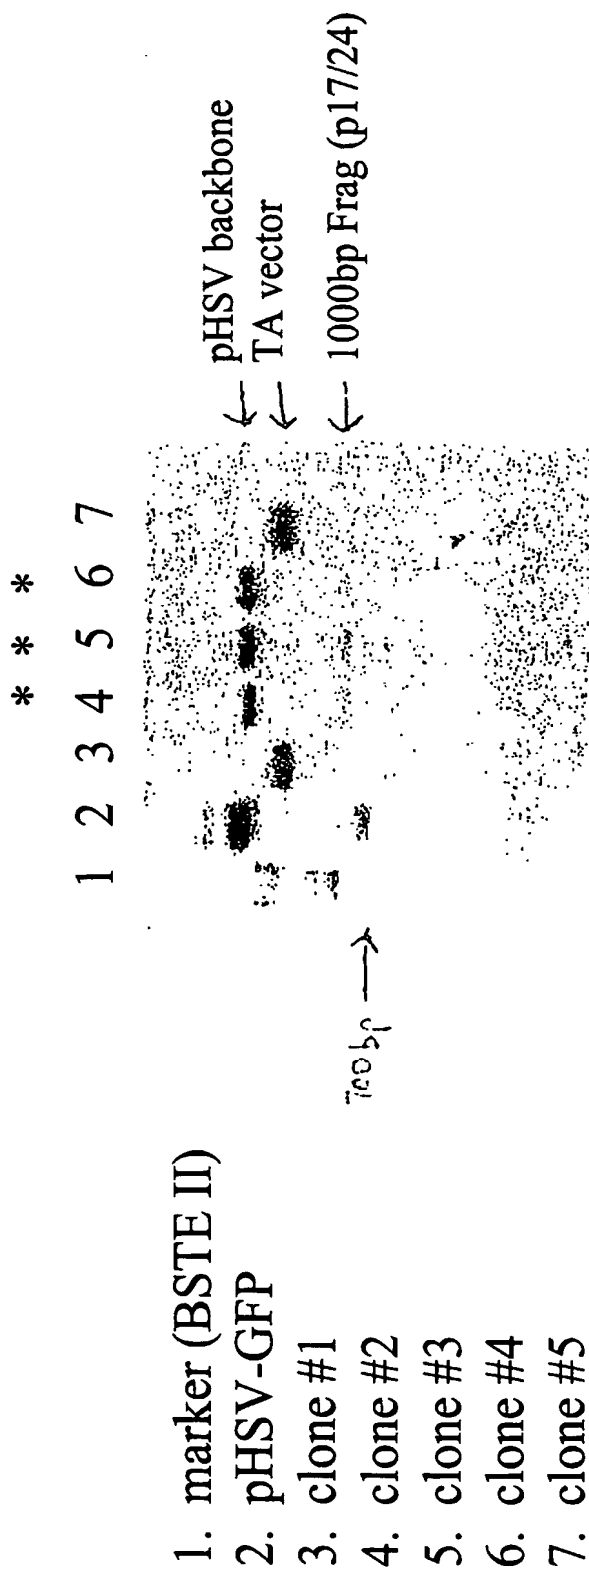 * * *
1 2 3 4 5 6 7
1. marker (BSTE II)
2. pHSV-GFP
3. clone #1
4. clone #2
5. clone #3
6. clone #4
7. clone #5
700bp →
← pHSV backbone
← TA vector
← 1000bp Frag (p17/24)